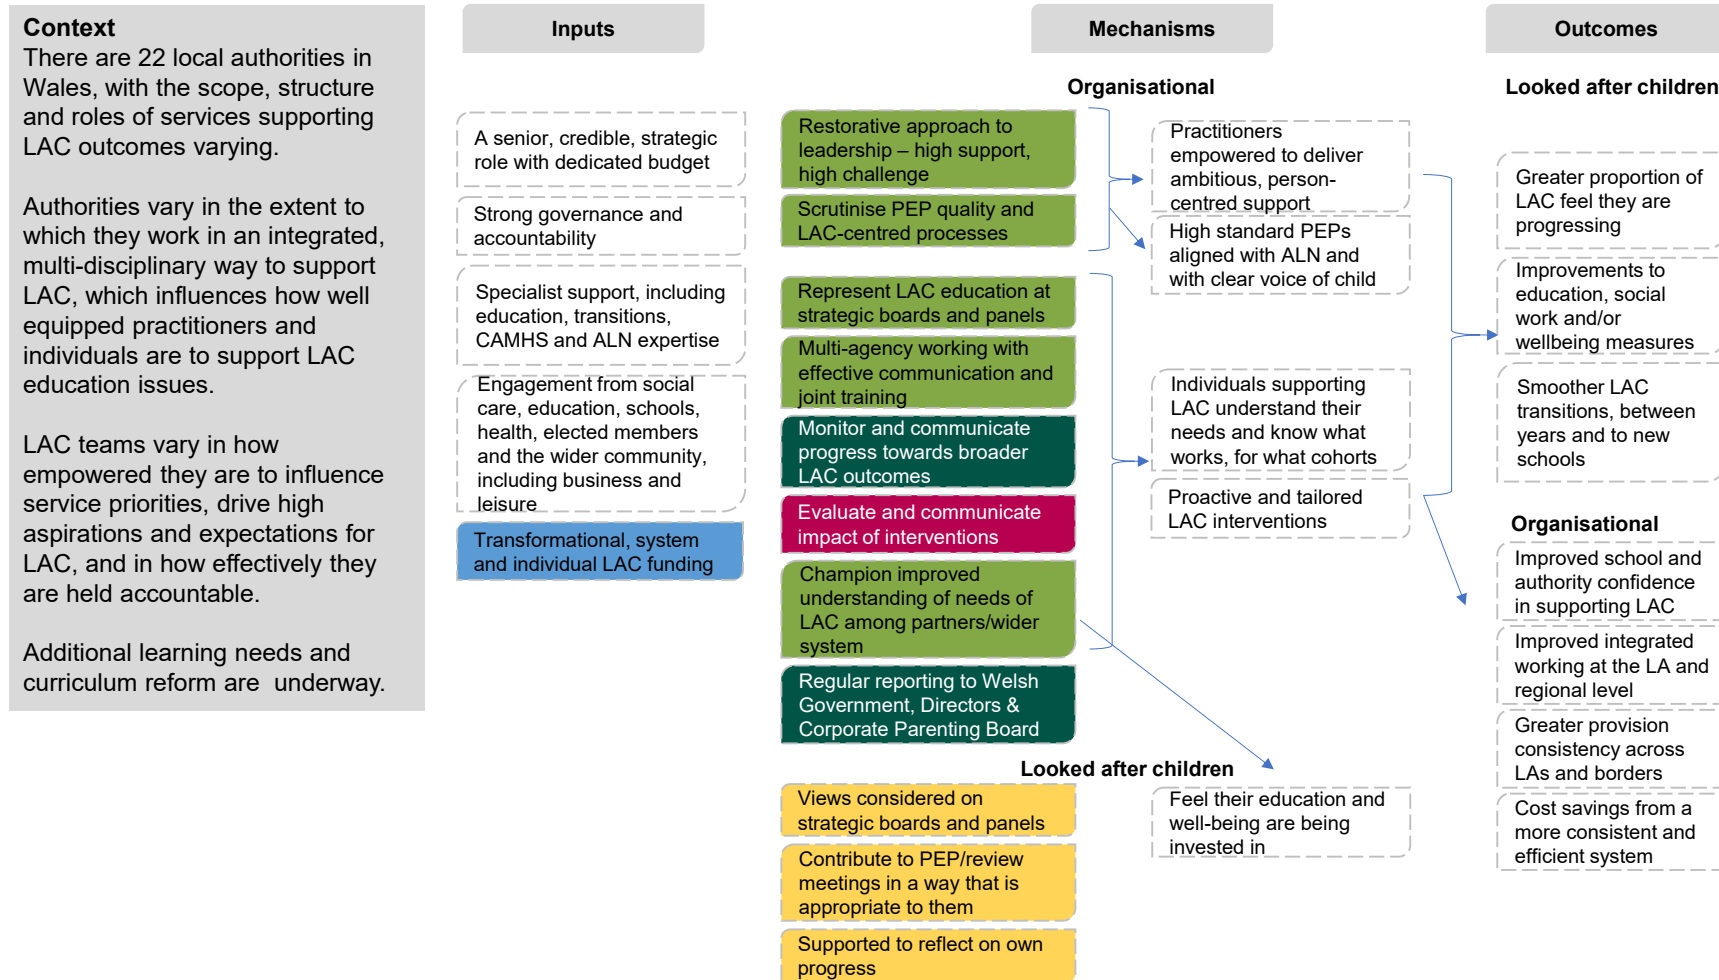 Context
There are 22 local authorities in
Wales, with the scope, structure
and roles of services supporting
LAC outcomes varying.
Authorities vary in the extent to
which they work in an integrated,
multi-disciplinary way to support
LAC, which influences how well
equipped practitioners and
individuals are to support LAC
education issues.
LAC teams vary in how
empowered they are to influence
service priorities, drive high
aspirations and expectations for
LAC, and in how effectively they
are held accountable.
Additional learning needs and
curriculum reform are underway.
Inputs
A senior, credible, strategic
role with dedicated budget
Strong governance and
accountability
Specialist support, including
education, transitions,
CAMHS and ALN expertise
Engagement from social
care, education, schools,
health, elected members
and the wider community,
including business and
leisure
Transformational, system
and individual LAC funding
Mechanisms
Organisational
Restorative approach to
leadership – high support,
high challenge
Scrutinise PEP quality and
LAC-centred processes
Represent LAC education at
strategic boards and panels
Multi-agency working with
effective communication and
joint training
Monitor and communicate
progress towards broader
LAC outcomes
Evaluate and communicate
impact of interventions
Champion improved
understanding of needs of
LAC among partners/wider
system
Regular reporting to Welsh
Government, Directors &
Corporate Parenting Board
Practitioners
empowered to deliver
ambitious, person-
centred support
High standard PEPs
aligned with ALN and
with clear voice of child
Individuals supporting
LAC understand their
needs and know what
works, for what cohorts
Proactive and tailored
LAC interventions
Looked after children
Views considered on
strategic boards and panels
Contribute to PEP/review
meetings in a way that is
appropriate to them
Supported to reflect on own
progress
Feel their education and
well-being are being
invested in
Outcomes
Looked after children
Greater proportion of
LAC feel they are
progressing
Improvements to
education, social
work and/or
wellbeing measures
Smoother LAC
transitions, between
years and to new
schools
Organisational
Improved school and
authority confidence
in supporting LAC
Improved integrated
working at the LA and
regional level
Greater provision
consistency across
LAs and borders
Cost savings from a
more consistent and
efficient system